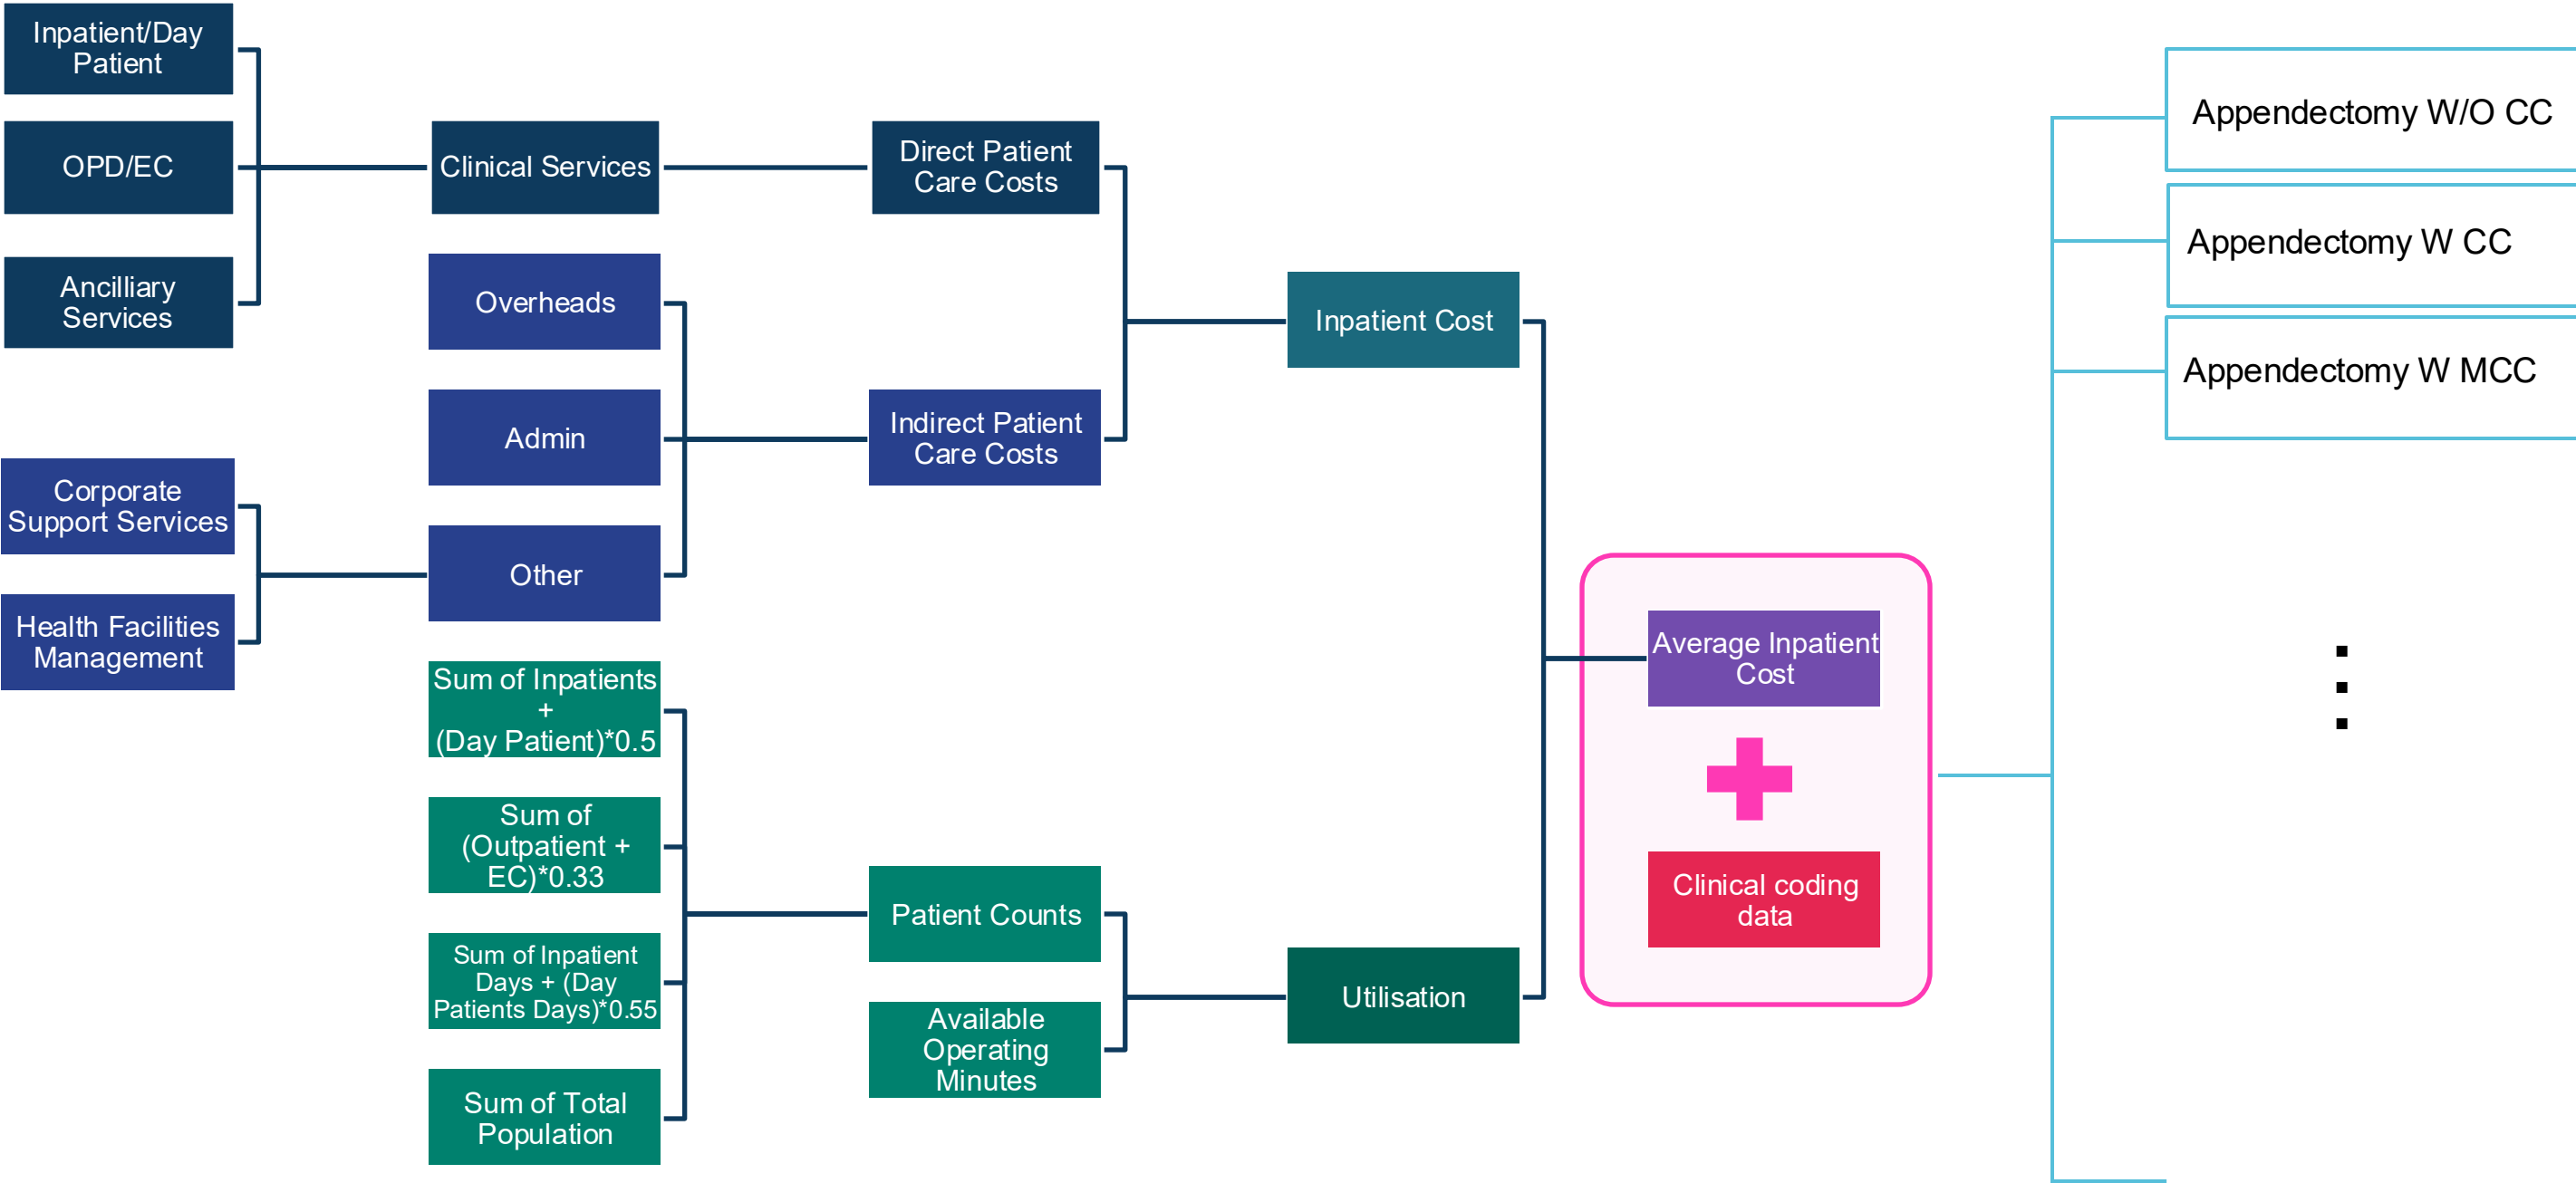 Inpatient/Day
Patient
OPD/EC
Ancilliary
Services
Corporate
Support Services
Health Facilities
Management
Clinical Services
Overheads
Admin
Other
Sum of Inpatients
+
(Day Patient)*0.5
Sum of
(Outpatient +
EC)*0.33
Sum of Inpatient
Days + (Day
Patients Days)*0.55
Sum of Total
Population
Direct Patient
Care Costs
Indirect Patient
Care Costs
Patient Counts
Available
Operating
Minutes
Inpatient Cost
Utilisation
Average Inpatient
Cost
Clinical coding
data
Appendectomy W/O CC
Appendectomy W CC
Appendectomy W MCC